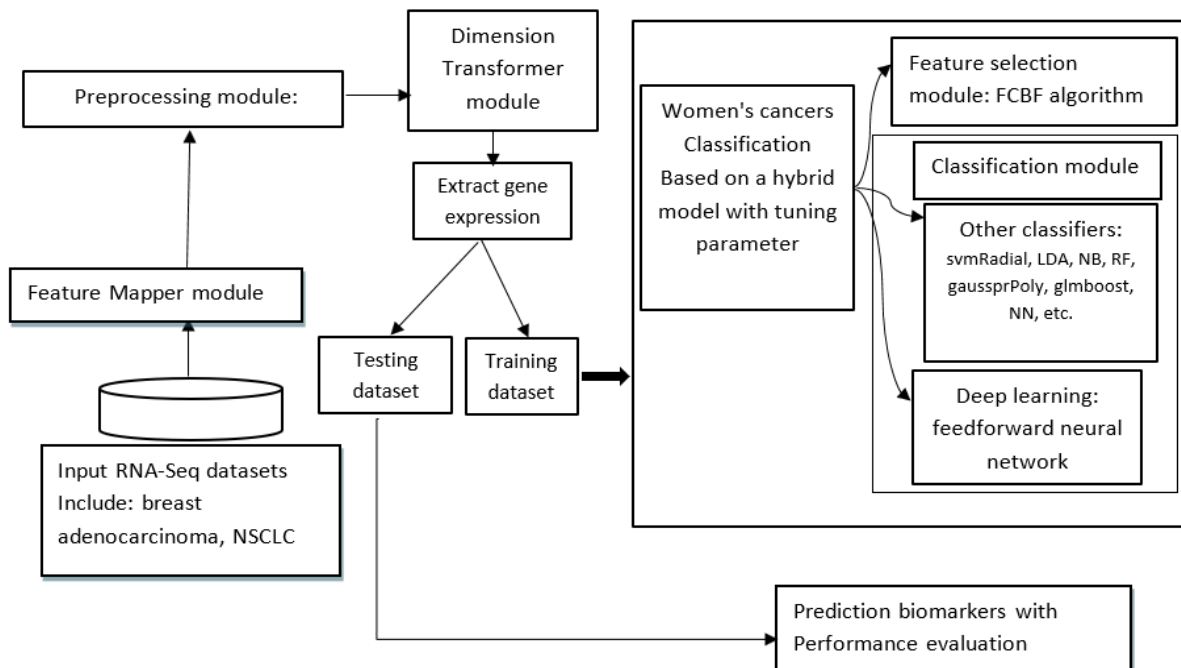 Dimension
Transformer
module
Preprocessing module:
Extract gene
expression
Feature Mapper module
Testing
dataset
Training
dataset
Input RNA-Seq datasets
Include: breast
adenocarcinoma, NSCLC
Women's cancers
Classification
Based on a hybrid
model with tuning
parameter
Feature selection
module: FCBF algorithm
Classification module
Other classifiers:
svmRadial, LDA, NB, RF,
gaussprPoly, glmboost,
NN, etc.
Deep learning:
feedforward neural
network
Prediction biomarkers with
Performance evaluation